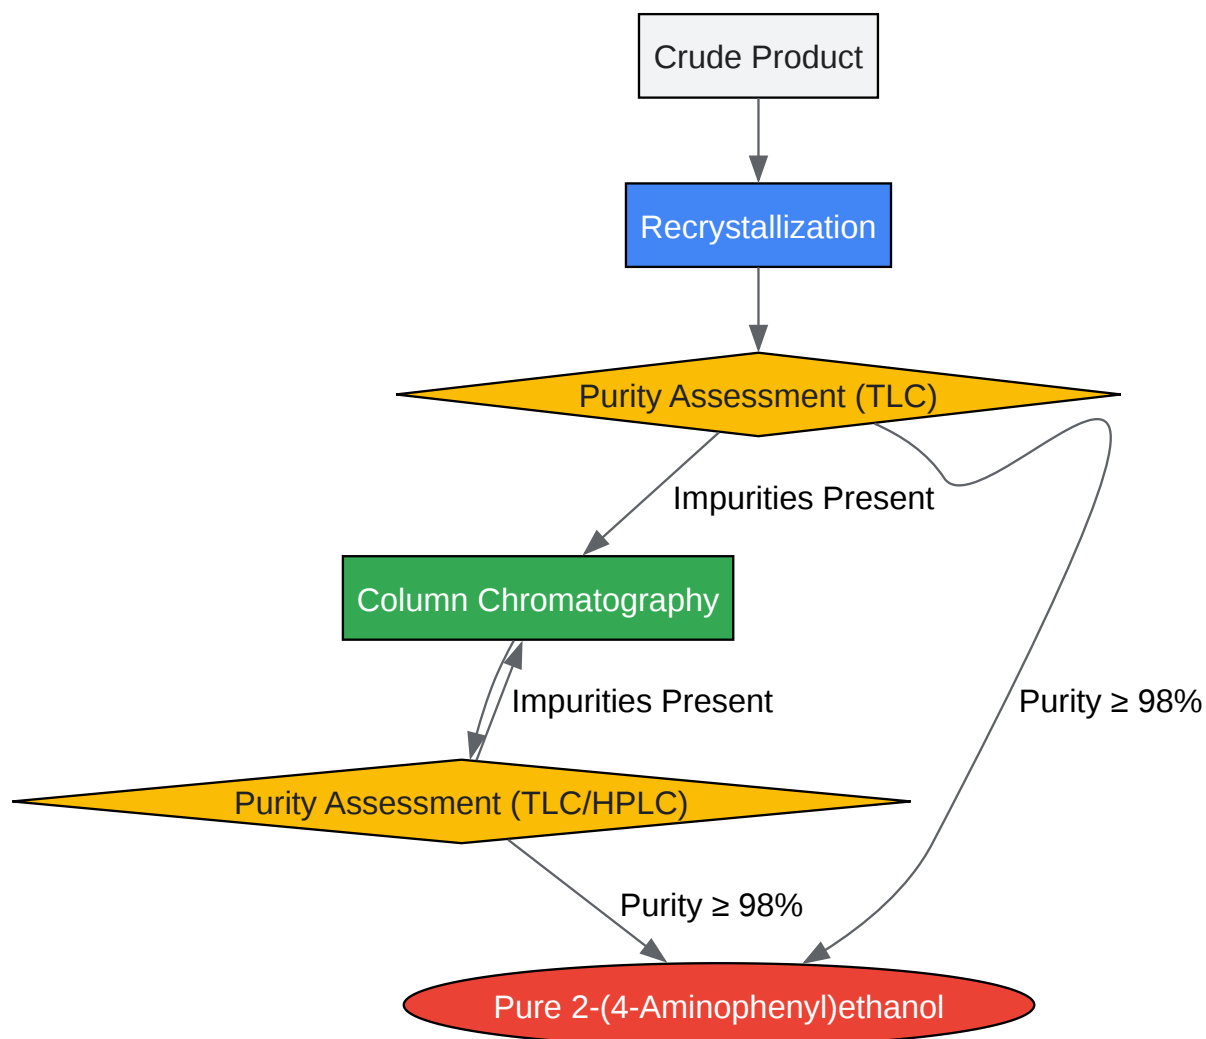 Crude Product
Recrystallization
Purity Assessment (TLC)
Impurities Present
Column Chromatography
Impurities Present
Purity ≥ 98%
Purity Assessment (TLC/HPLC)
Purity ≥ 98%
Pure 2-(4-Aminophenyl)ethanol